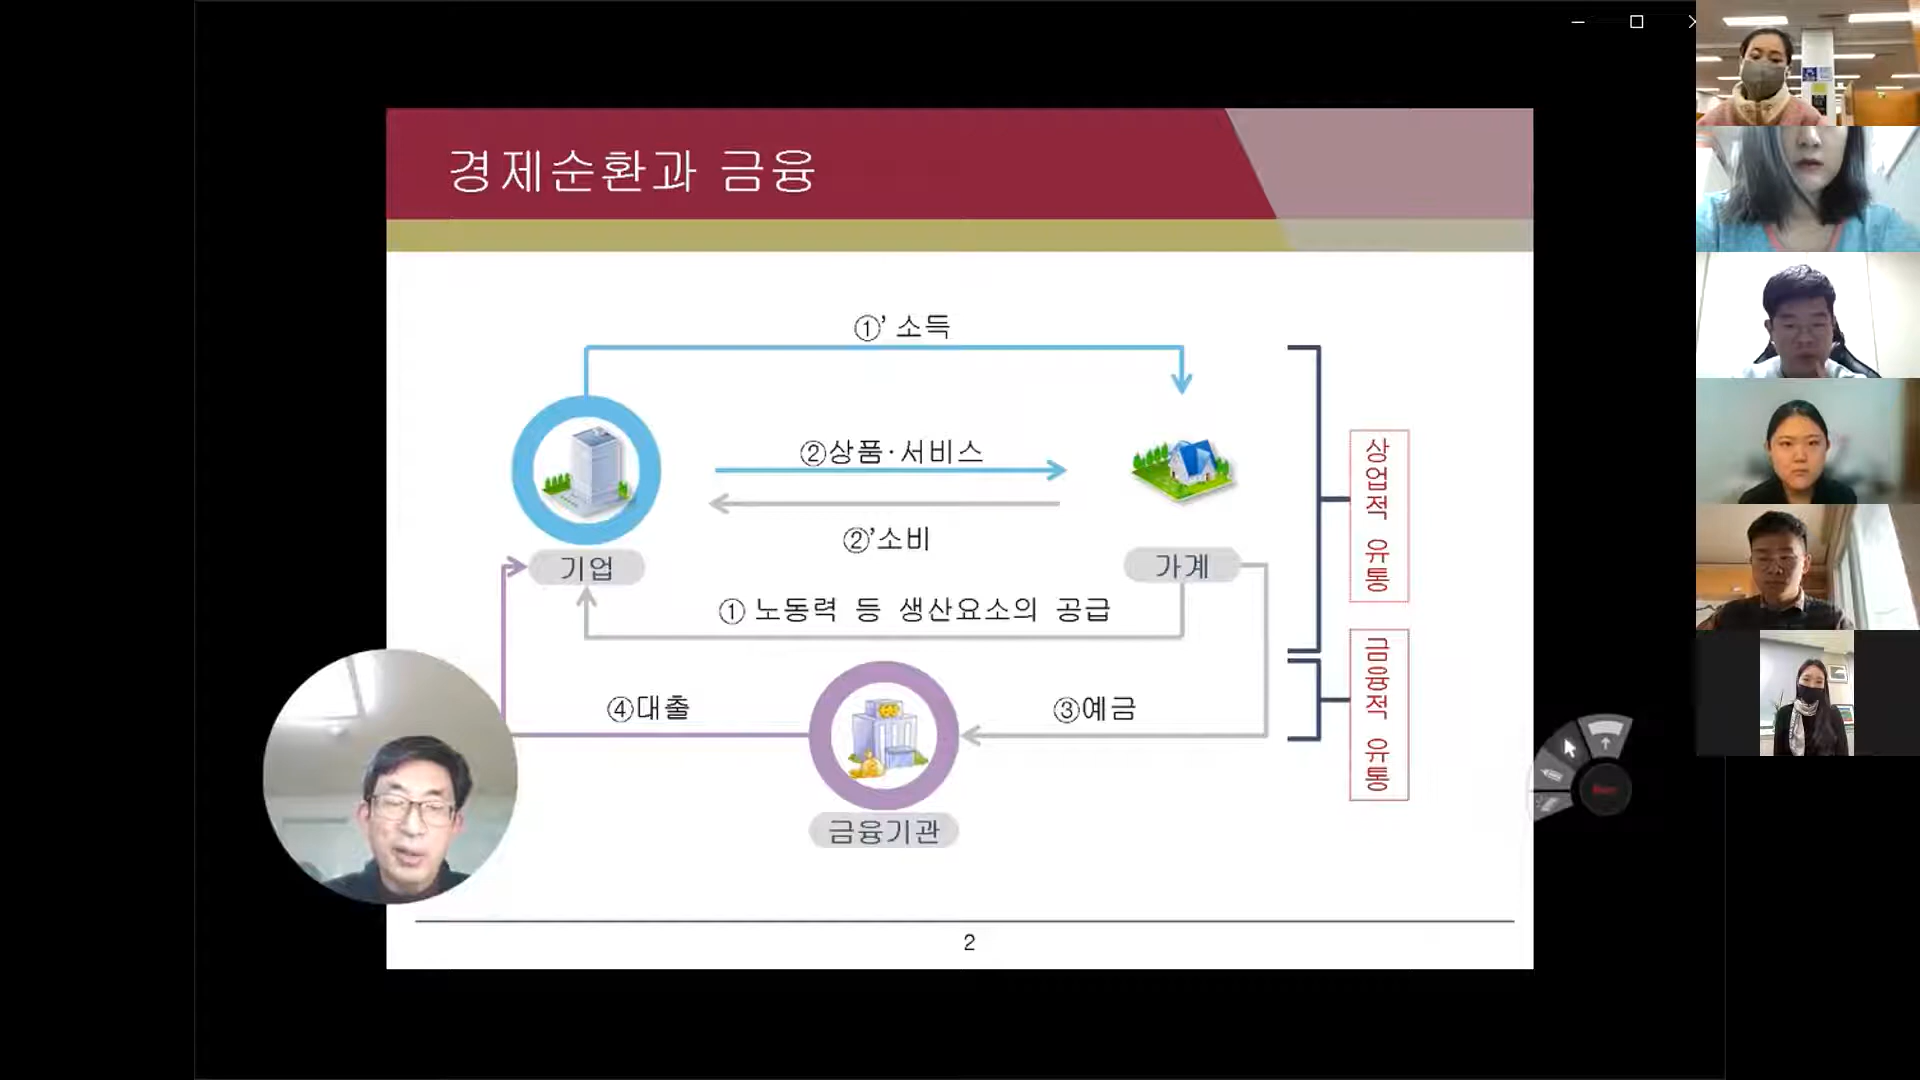 경제순환과 금융
①’ 소득
②상품·서비스
②’소비
기업
가계
① 노동력 등 생산요소의 공급
④대출
③예금
금융기관
상업적 유통
금융적 유통
2